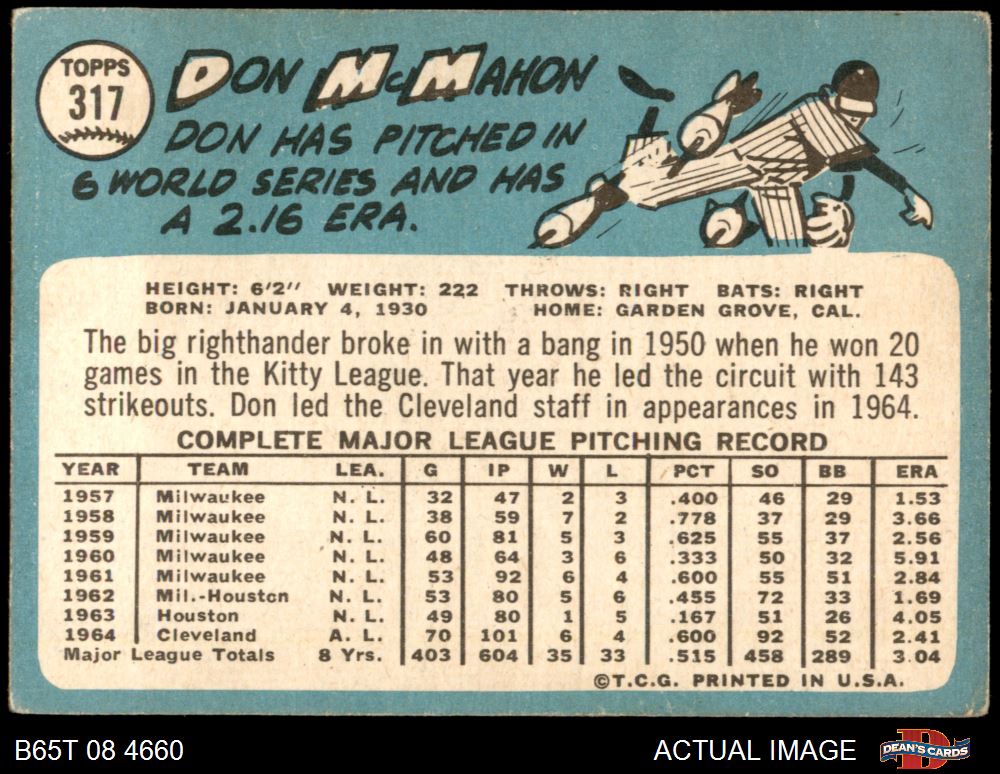 TOPPS
317
DON McMAHON
DON HAS PITCHED IN
6 WORLD SERIES AND HAS
A 2.16 ERA.
HEIGHT: 6'2" WEIGHT: 222 THROWS: RIGHT BATS: RIGHT
BORN: JANUARY 4, 1930 HOME: GARDEN GROVE, CAL.
The big righthander broke in with a bang in 1950 when he won 20
games in the Kitty League. That year he led the circuit with 143
strikeouts. Don led the Cleveland staff in appearances in 1964.
COMPLETE MAJOR LEAGUE PITCHING RECORD
YEAR TEAM LEA. G IP W L PCT SO BB ERA
1957 Milwaukee N. L. 32 47 2 3 .400 46 29 1.53
1958 Milwaukee N. L. 38 59 7 2 .778 37 29 3.66
1959 Milwaukee N. L. 60 81 5 3 .625 55 37 2.56
1960 Milwaukee N. L. 48 64 3 6 .333 50 32 5.91
1961 Milwaukee N. L. 53 92 6 4 .600 55 51 2.84
1962 Mil.-Houston N. L. 53 80 5 6 .455 72 33 1.69
1963 Houston N. L. 49 80 1 5 .167 51 26 4.05
1964 Cleveland A. L. 70 101 6 4 .600 92 52 2.41
Major League Totals 8 Yrs. 403 604 35 33 .515 458 289 3.04
©T.C.G. PRINTED IN U.S.A.
B65T 08 4660 ACTUAL IMAGE DEAN'S CARDS